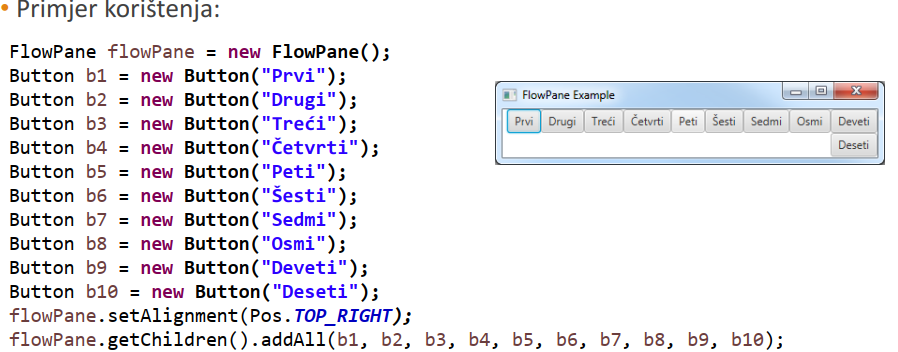 • Primjer korištenja:
FlowPane flowPane = new FlowPane();
Button b1 = new Button("Prvi");
Button b2 = new Button("Drugi");
Button b3 = new Button("Treći");
Button b4 = new Button("Četvrti");
Button b5 = new Button("Peti");
Button b6 = new Button("Šesti");
Button b7 = new Button("Sedmi");
Button b8 = new Button("Osmi");
Button b9 = new Button("Deveti");
Button b10 = new Button("Deseti");
flowPane.setAlignment(Pos.TOP_RIGHT);
flowPane.getChildren().addAll(b1, b2, b3, b4, b5, b6, b7, b8, b9, b10);
FlowPane Example
Prvi Drugi Treći Četvrti Peti Šesti Sedmi Osmi Deveti
Deseti